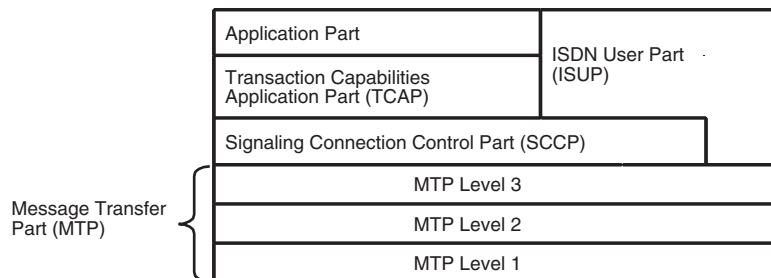 Application Part
ISDN User Part
(ISUP)
Transaction Capabilities
Application Part (TCAP)
Signaling Connection Control Part (SCCP)
MTP Level 3
Message Transfer
Part (MTP)
MTP Level 2
MTP Level 1